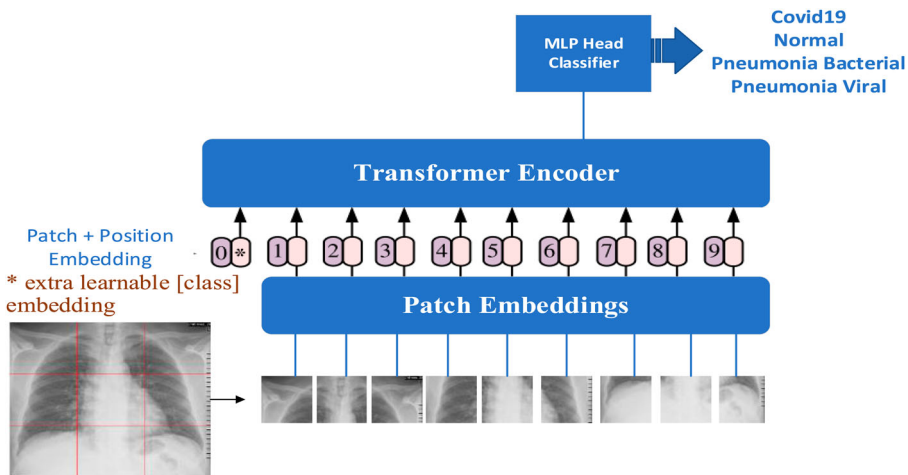 Covid19
Normal
Pneumonia Bacterial
Pneumonia Viral
MLP Head
Classifier
Transformer Encoder
Patch + Position
Embedding
* extra learnable [class]
embedding
0 * 1 2 3 4 5 6 7 8 9
Patch Embeddings